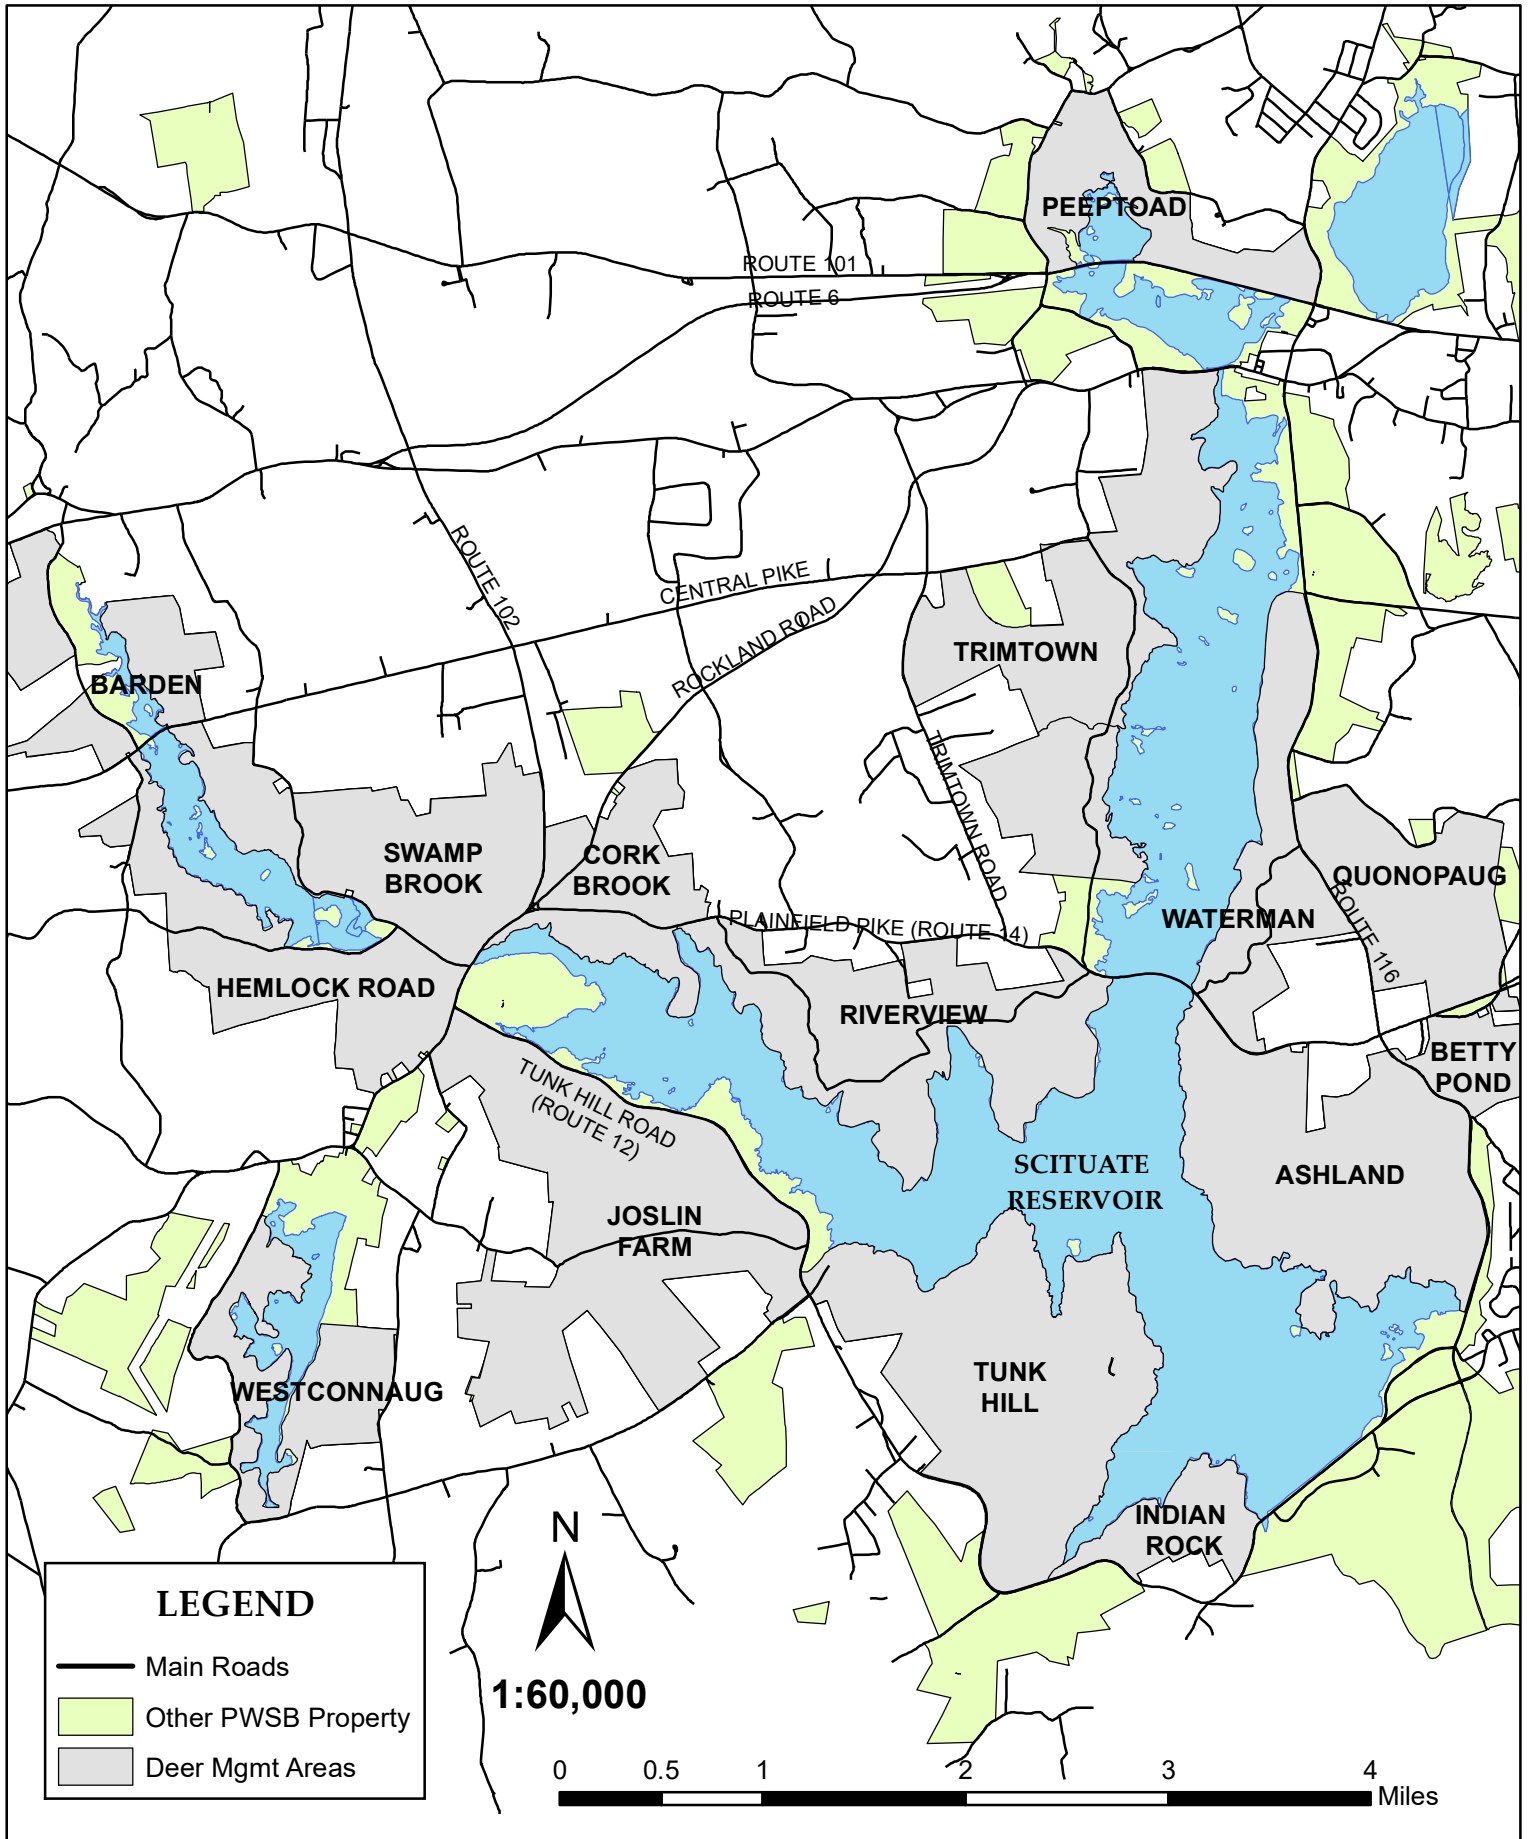 PEEPTOAD
ROUTE 101
ROUTE 6
ROUTE 102
CENTRAL PIKE
ROCKLAND ROAD
TRIMTOWN
BARDEN
TRIMTOWN ROAD
SWAMP
BROOK
CORK
BROOK
QUONOPAUG
ROUTE 116
WATERMAN
PLAINFIELD PIKE (ROUTE 14)
HEMLOCK ROAD
RIVERVIEW
BETTY
POND
TUNK HILL ROAD
(ROUTE 12)
SCITUATE
RESERVOIR
ASHLAND
JOSLIN
FARM
TUNK
HILL
WESTCONNAUG
INDIAN
ROCK
N
1:60,000
LEGEND
Main Roads
Other PWSB Property
Deer Mgmt Areas
0 0.5 1 2 3 4
Miles